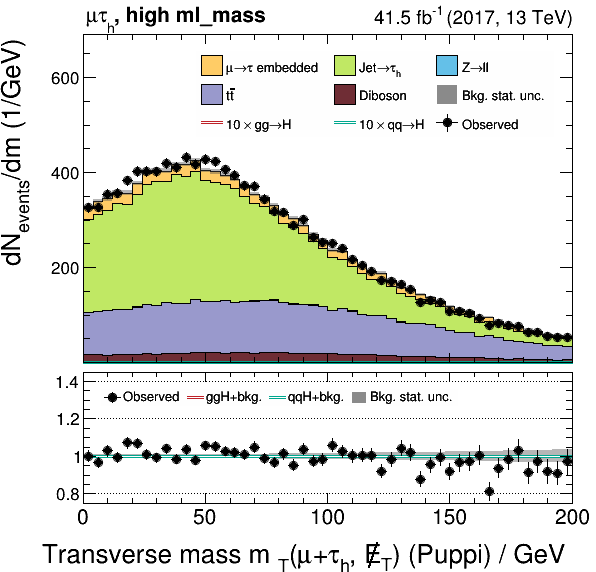 μτh, high ml_mass 41.5 fb⁻¹ (2017, 13 TeV)
dNevents/dm (1/GeV)
600
400
200
μ→τ embedded Jet→τh Z→ll
tt̄ Diboson Bkg. stat. unc.
10 × gg→H 10 × qq→H Observed
1.4
1.2
1
0.8
Observed ggH+bkg. qqH+bkg. Bkg. stat. unc.
0 50 100 150 200
Transverse mass m T(μ+τh, E̸T) (Puppi) / GeV